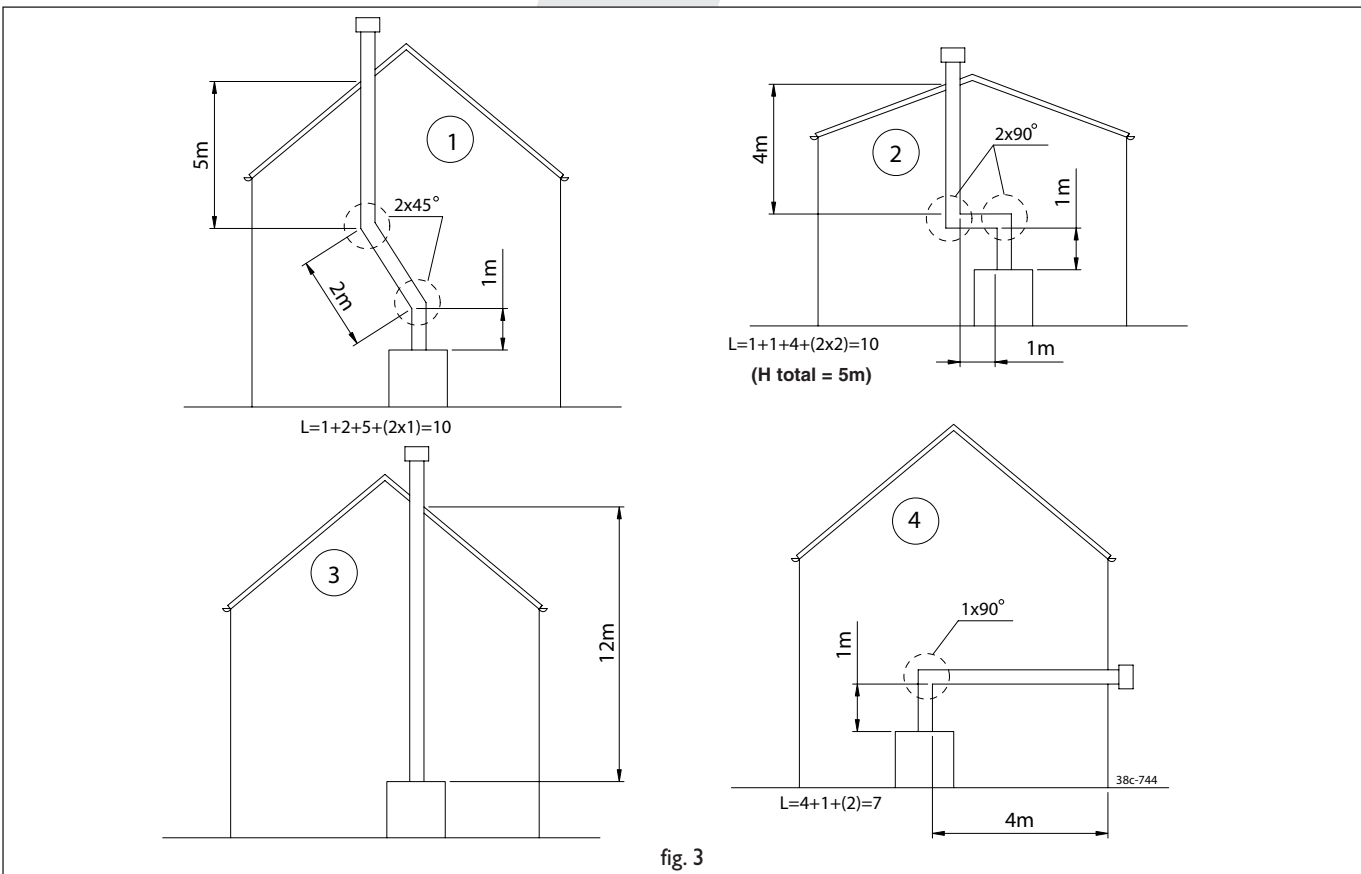 5m
1
2x45°
2m
1m
L=1+2+5+(2x1)=10
4m
2
2x90°
1m
L=1+1+4+(2x2)=10
1m
(H total = 5m)
3
12m
4
1x90°
1m
38c-744
L=4+1+(2)=7
4m
fig. 3